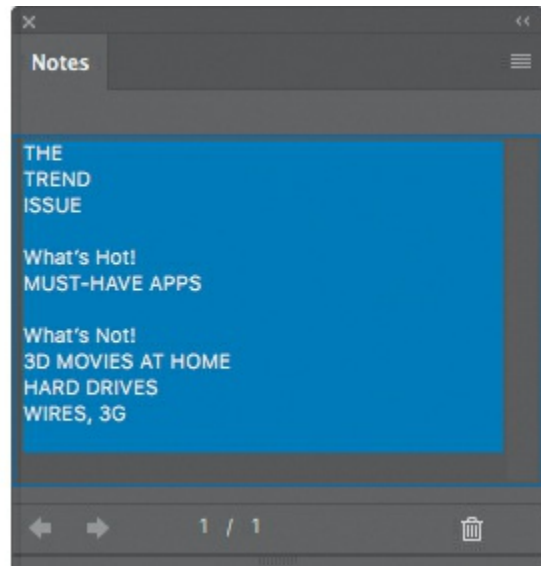 Notes
THE
TREND
ISSUE
What's Hot!
MUST-HAVE APPS
What's Not!
3D MOVIES AT HOME
HARD DRIVES
WIRES, 3G
1 / 1